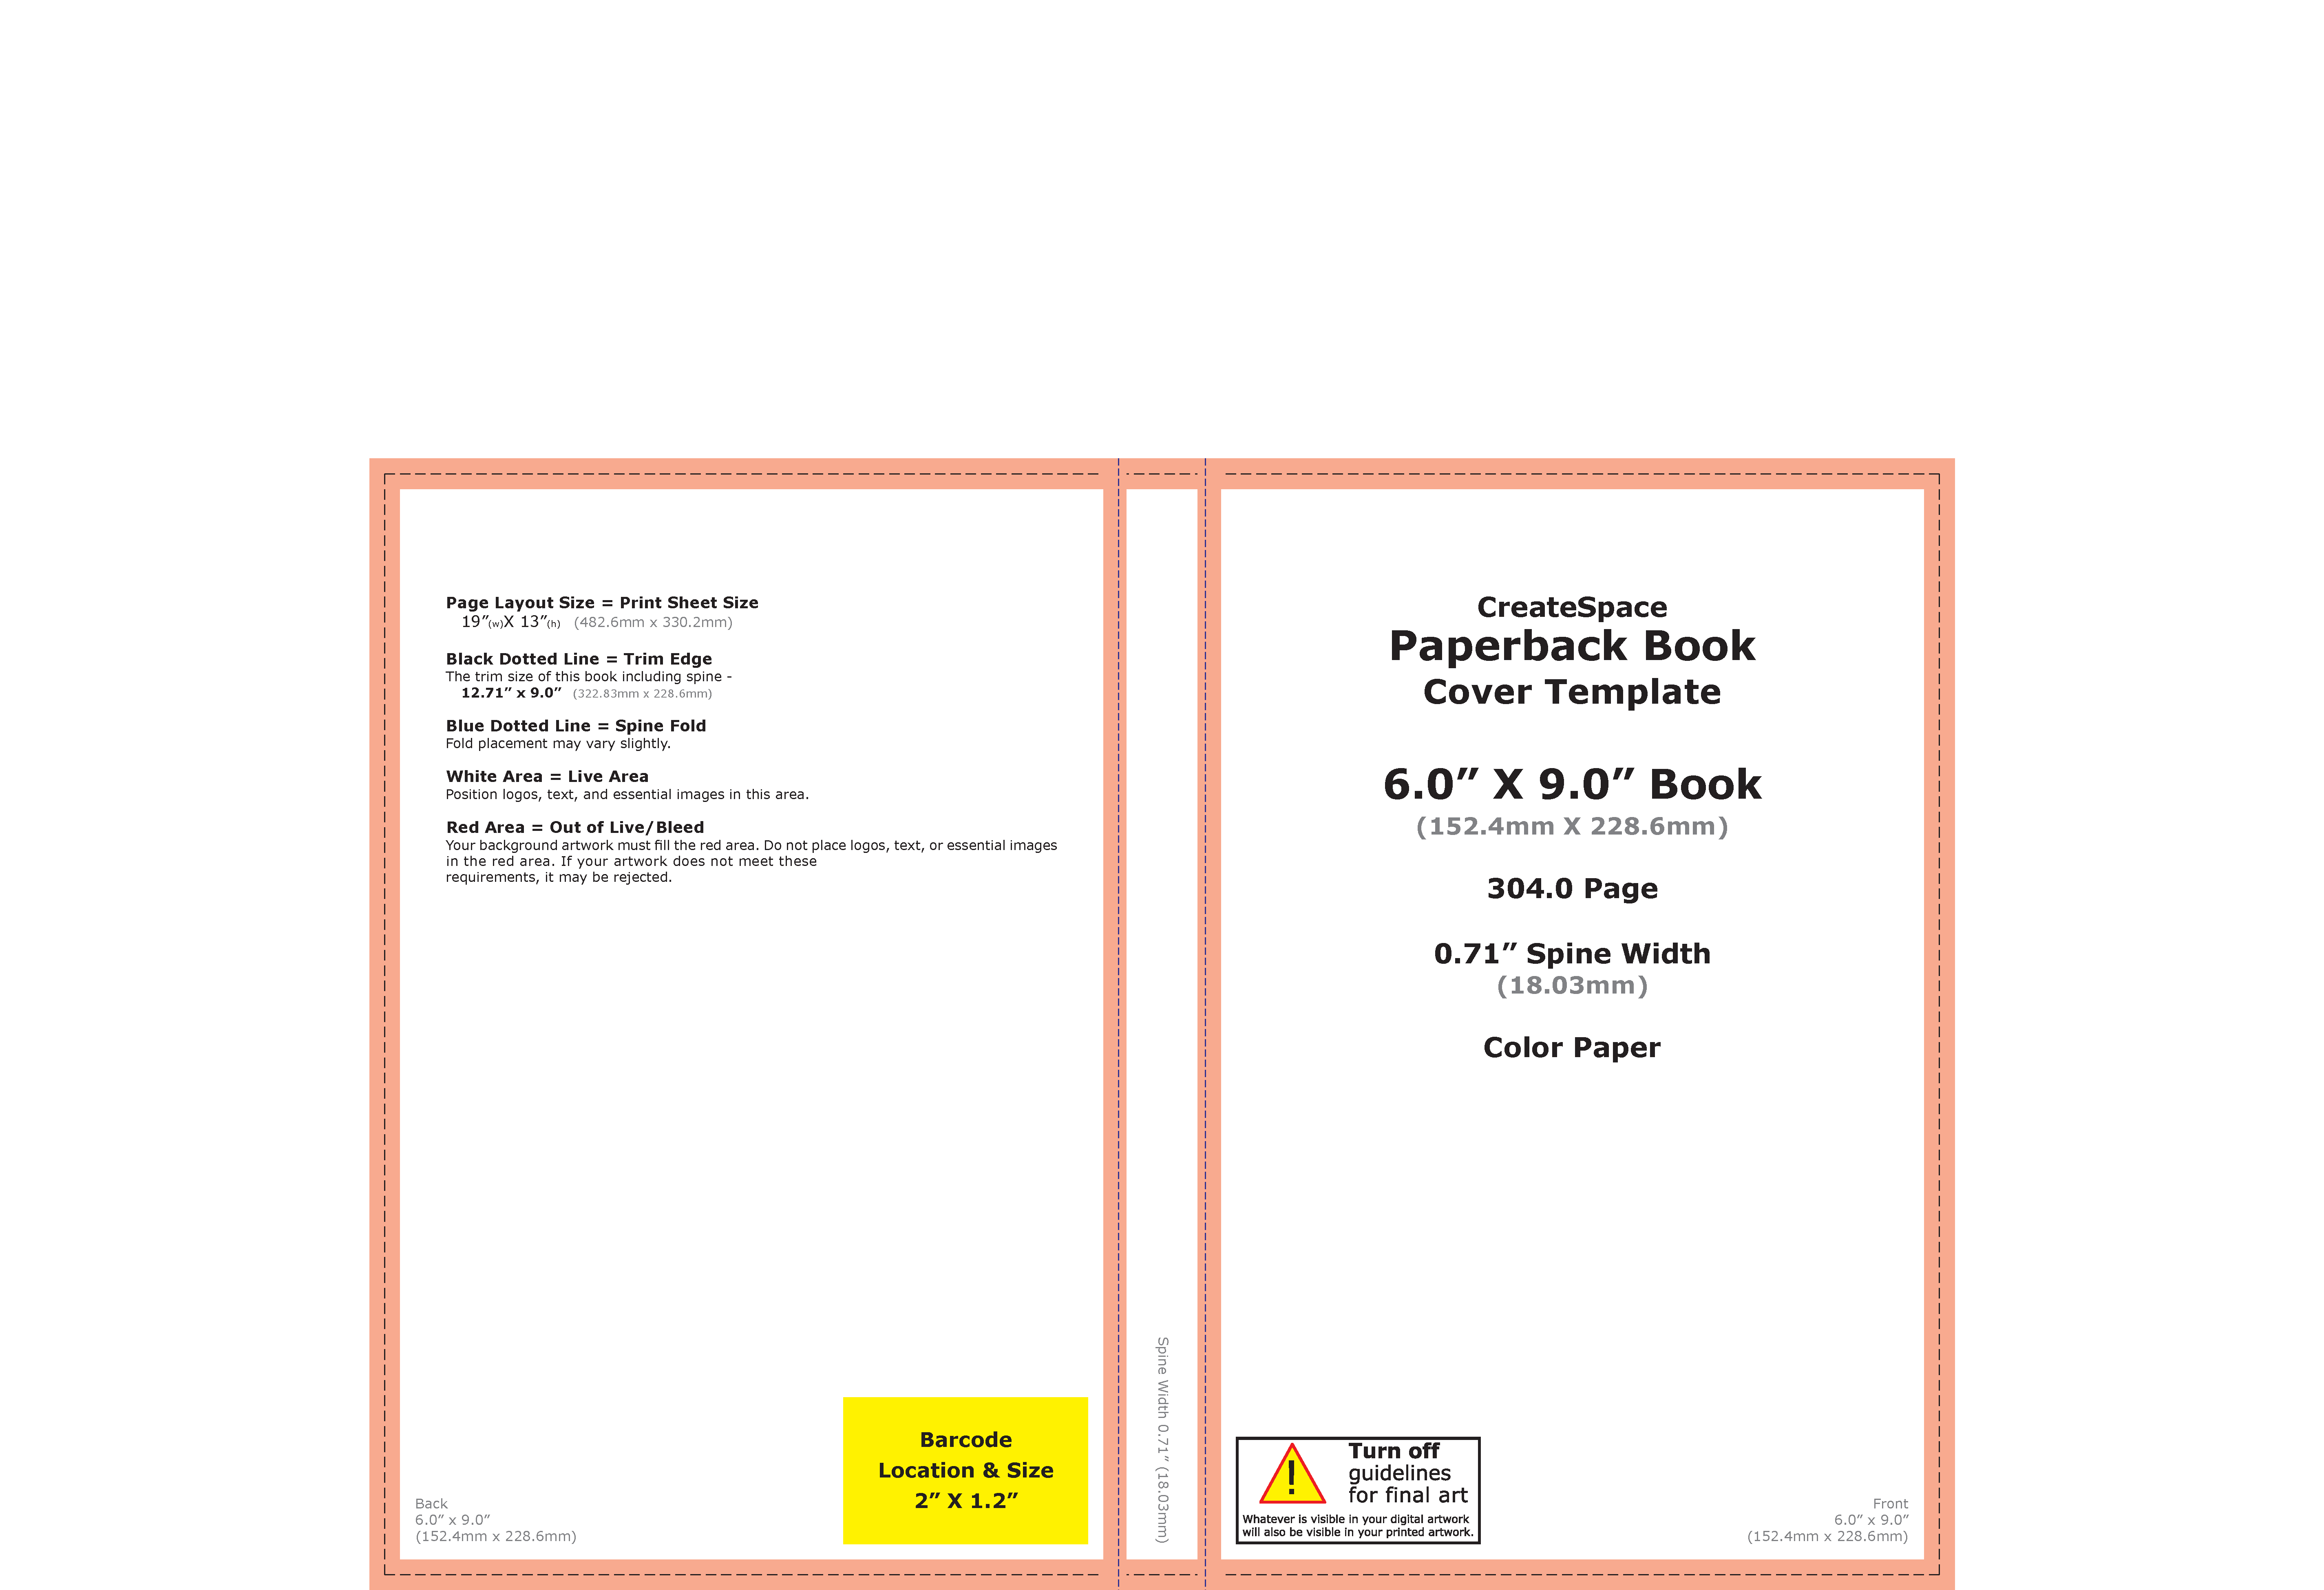 Page Layout Size = Print Sheet Size
19”(w)X 13”(h) (482.6mm x 330.2mm)
Black Dotted Line = Trim Edge
The trim size of this book including spine -
12.71” x 9.0” (322.83mm x 228.6mm)
Blue Dotted Line = Spine Fold
Fold placement may vary slightly.
White Area = Live Area
Position logos, text, and essential images in this area.
Red Area = Out of Live/Bleed
Your background artwork must fill the red area. Do not place logos, text, or essential images
in the red area. If your artwork does not meet these
requirements, it may be rejected.
Barcode
Location & Size
2” X 1.2”
Back
6.0” x 9.0”
(152.4mm x 228.6mm)
Spine Width 0.71” (18.03mm)
CreateSpace
Paperback Book
Cover Template
6.0” X 9.0” Book
(152.4mm X 228.6mm)
304.0 Page
0.71” Spine Width
(18.03mm)
Color Paper
!
Turn off
guidelines
for final art
Whatever is visible in your digital artwork
will also be visible in your printed artwork.
Front
6.0” x 9.0”
(152.4mm x 228.6mm)